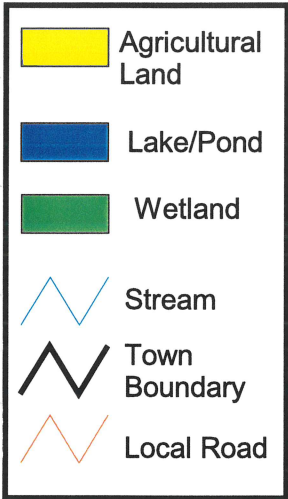 Agricultural
Land
Lake/Pond
Wetland
Stream
Town
Boundary
Local Road